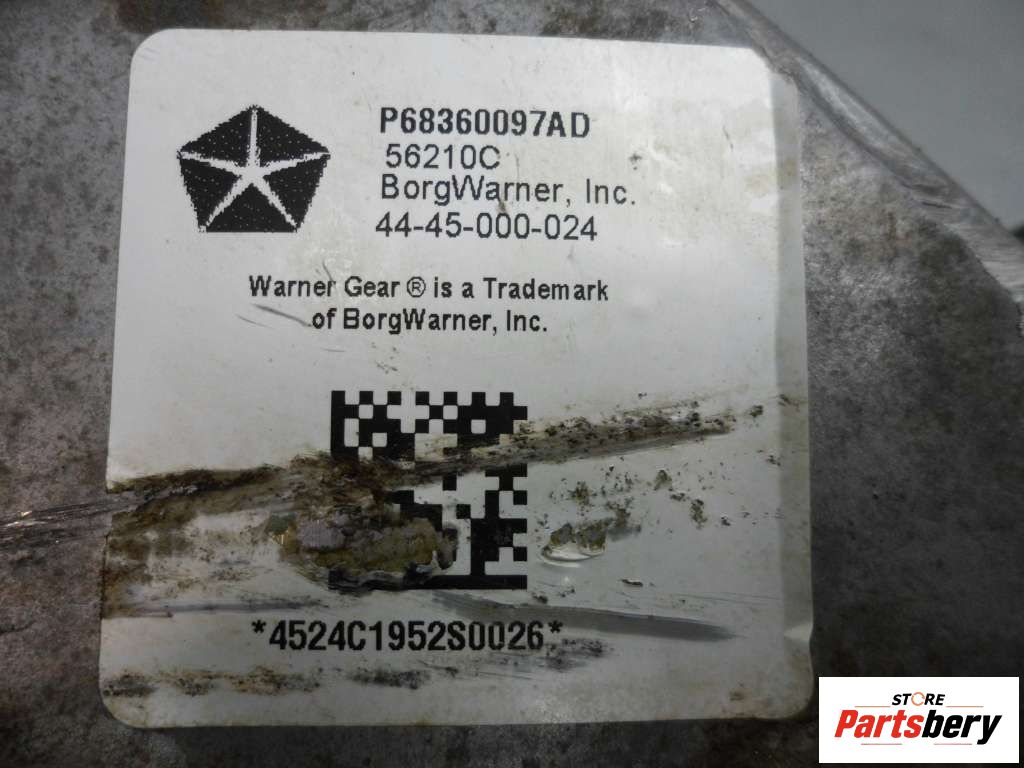 P68360097AD
56210C
BorgWarner, Inc.
44-45-000-024
Warner Gear ® is a Trademark
of BorgWarner, Inc.
*4524C1952S0026*
STORE
Partsbery